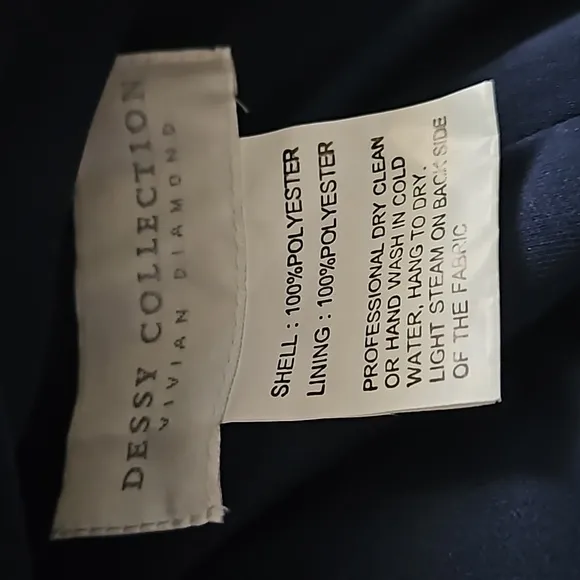 DESSY COLLECTION
VIVIAN DIAMOND
SHELL : 100%POLYESTER
LINING : 100%POLYESTER
PROFESSIONAL DRY CLEAN
OR HAND WASH IN COLD
WATER, HANG TO DRY.
LIGHT STEAM ON BACK SIDE
OF THE FABRIC